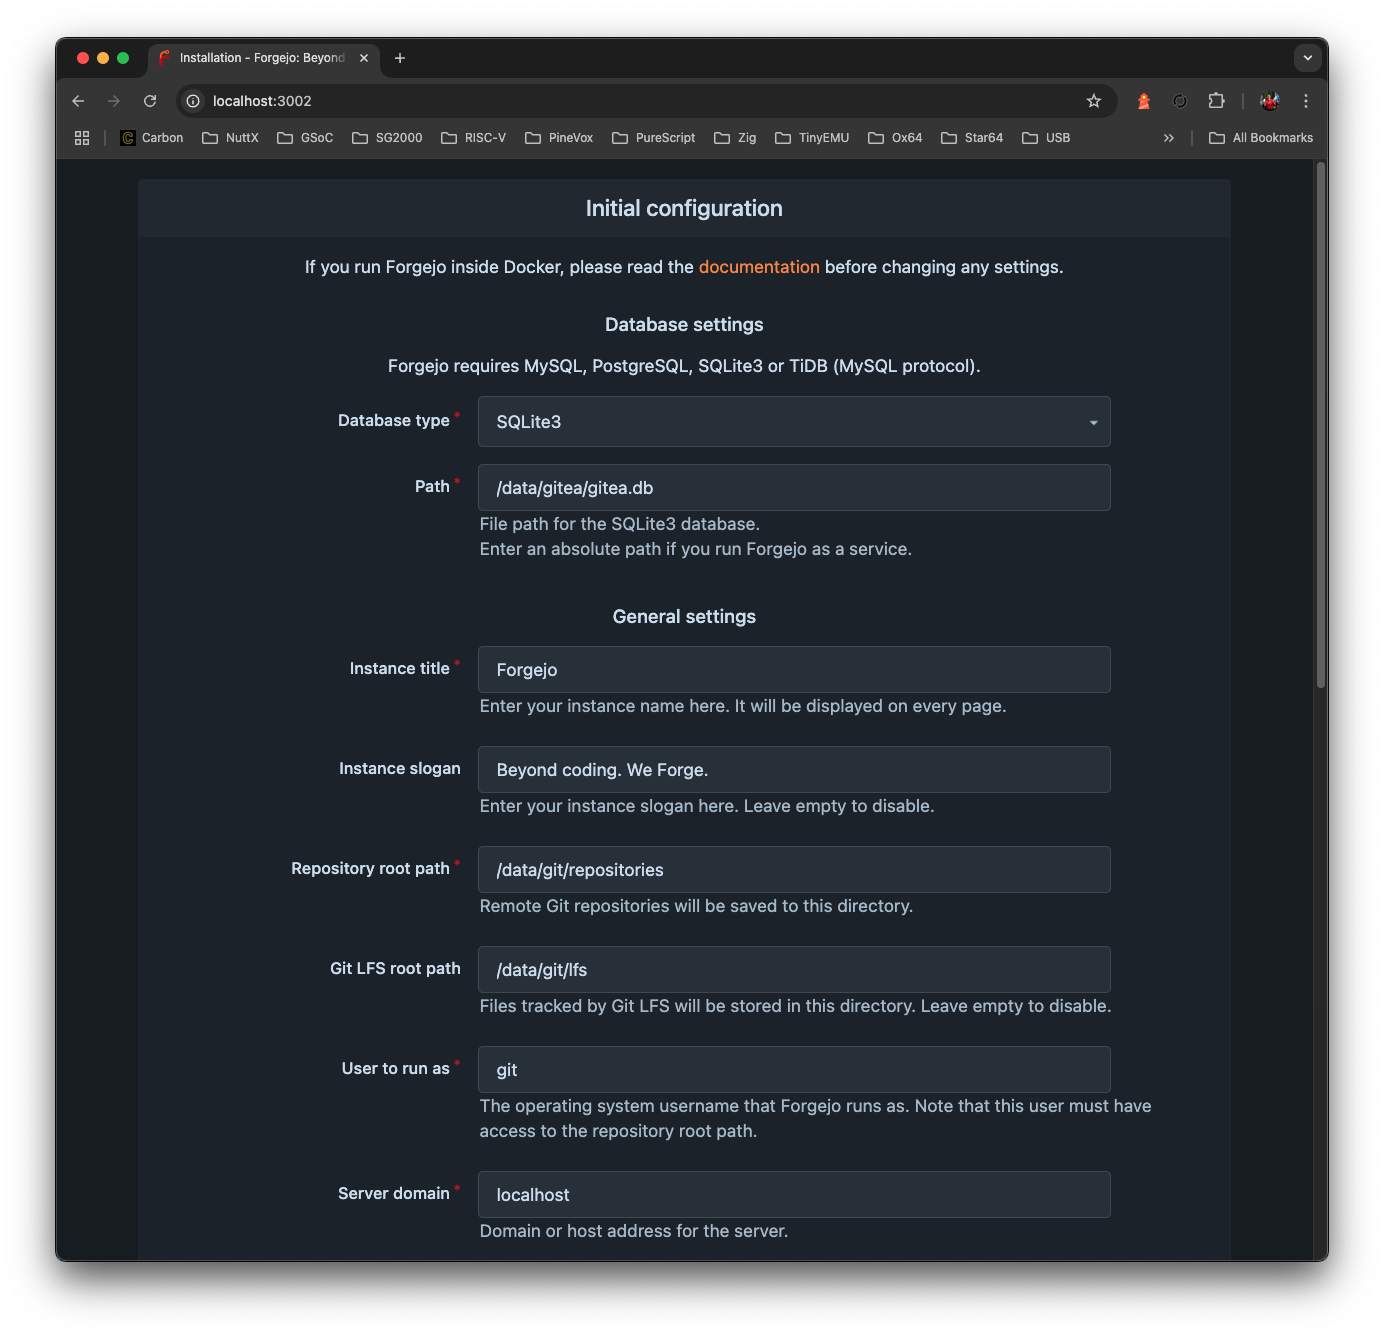 Installation - Forgejo: Beyond
localhost:3002
Carbon NuttX GSoC SG2000 RISC-V PineVox PureScript Zig TinyEMU Ox64 Star64 USB » All Bookmarks
Initial configuration
If you run Forgejo inside Docker, please read the documentation before changing any settings.
Database settings
Forgejo requires MySQL, PostgreSQL, SQLite3 or TiDB (MySQL protocol).
Database type * SQLite3
Path * /data/gitea/gitea.db
File path for the SQLite3 database.
Enter an absolute path if you run Forgejo as a service.
General settings
Instance title * Forgejo
Enter your instance name here. It will be displayed on every page.
Instance slogan Beyond coding. We Forge.
Enter your instance slogan here. Leave empty to disable.
Repository root path * /data/git/repositories
Remote Git repositories will be saved to this directory.
Git LFS root path /data/git/lfs
Files tracked by Git LFS will be stored in this directory. Leave empty to disable.
User to run as * git
The operating system username that Forgejo runs as. Note that this user must have
access to the repository root path.
Server domain * localhost
Domain or host address for the server.